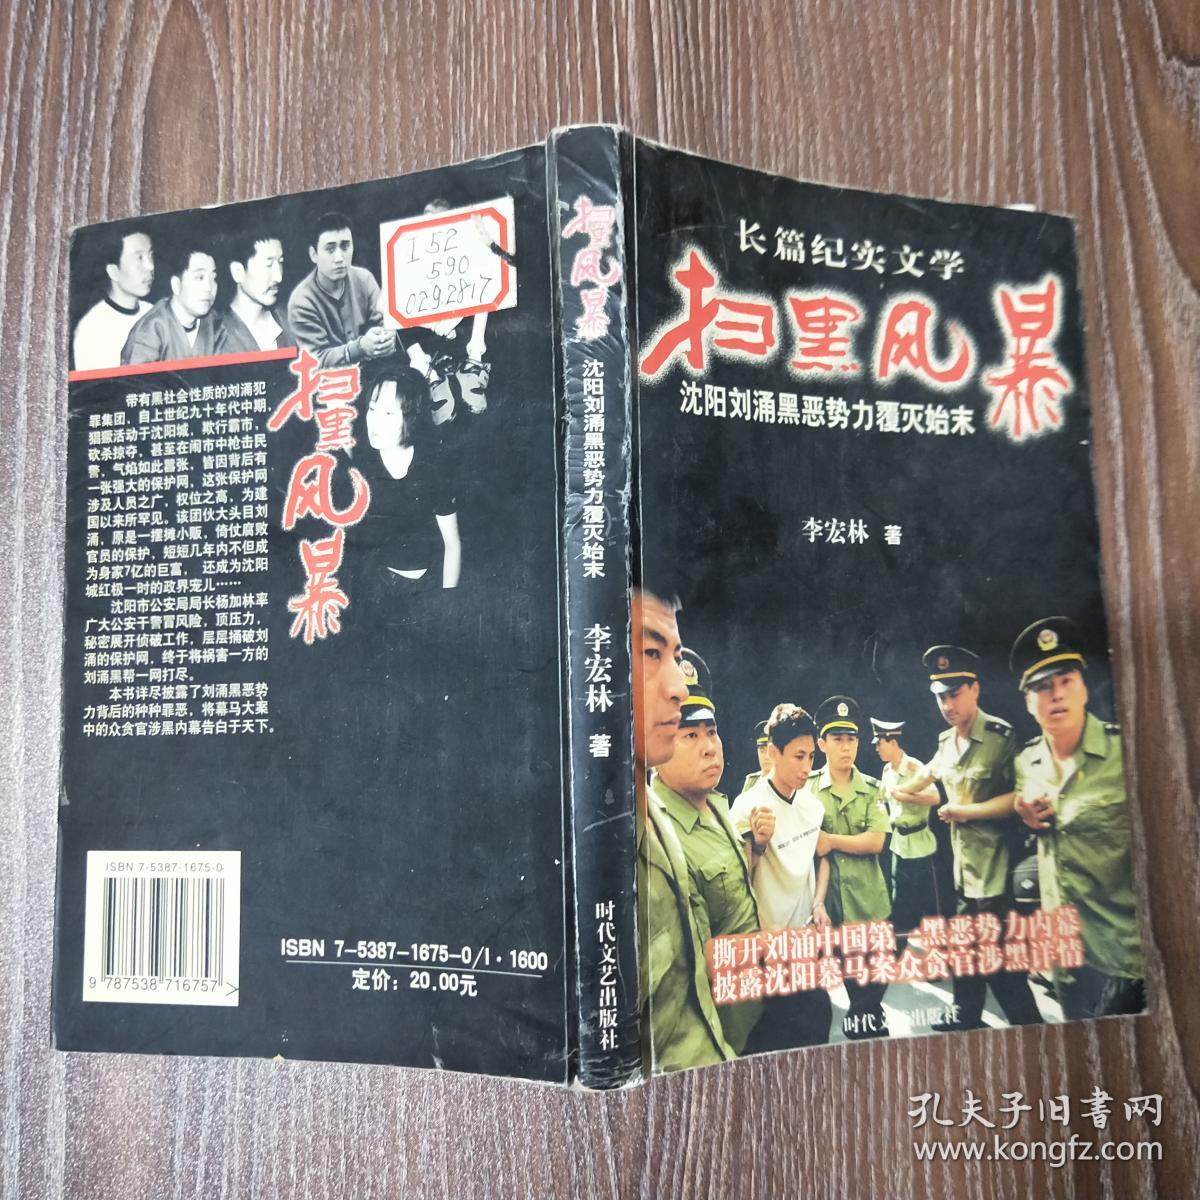 I52
590
029.2817
扫黑风暴
带有黑社会性质的刘涌犯
罪集团，自上世纪九十年代中期，
猖獗活动于沈阳城，欺行霸市，
砍杀掠夺，甚至在闹市中枪击民
警，气焰如此嚣张，皆因背后有
一张强大的保护网，这张保护网
涉及人员之广，权位之高，为建
国以来所罕见。该团伙大头目刘
涌，原是一摆摊小贩，倚仗腐败
官员的保护，短短几年内不但成
为身家7亿的巨富，还成为沈阳
城红极一时的政界宠儿……
沈阳市公安局局长杨加林率
广大公安干警冒风险，顶压力，
秘密展开侦破工作，层层捅破刘
涌的保护网，终于将祸害一方的
刘涌黑帮一网打尽。
本书详尽披露了刘涌黑恶势
力背后的种种罪恶，将慕马大案
中的众贪官涉黑内幕告白于天下。
ISBN 7-5387-1675-0
9 787538 716757 >
ISBN 7-5387-1675-0/I·1600
定价：20.00元
扫黑风暴
沈阳刘涌黑恶势力覆灭始末
李宏林 著
时代文艺出版社
长篇纪实文学
扫黑风暴
沈阳刘涌黑恶势力覆灭始末
李宏林 著
撕开刘涌中国第一黑恶势力内幕
披露沈阳慕马案众贪官涉黑详情
时代文艺出版社
孔夫子旧书网
www.kongfz.com